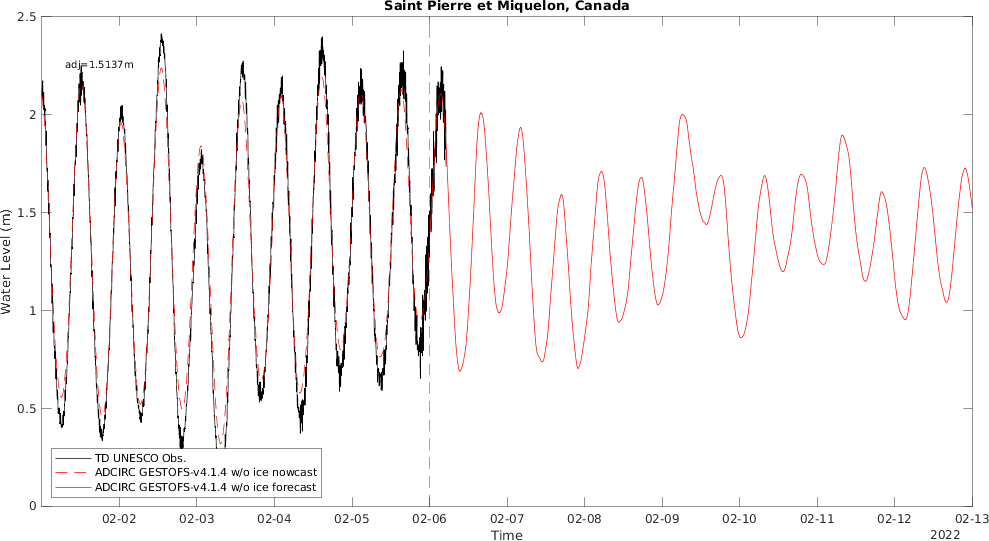 Saint Pierre et Miquelon, Canada
2.5
adj=1.5137m
2
1.5
Water Level (m)
1
0.5
TD UNESCO Obs.
ADCIRC GESTOFS-v4.1.4 w/o ice nowcast
ADCIRC GESTOFS-v4.1.4 w/o ice forecast
0
02-02 02-03 02-04 02-05 02-06 02-07 02-08 02-09 02-10 02-11 02-12 02-13
Time
2022